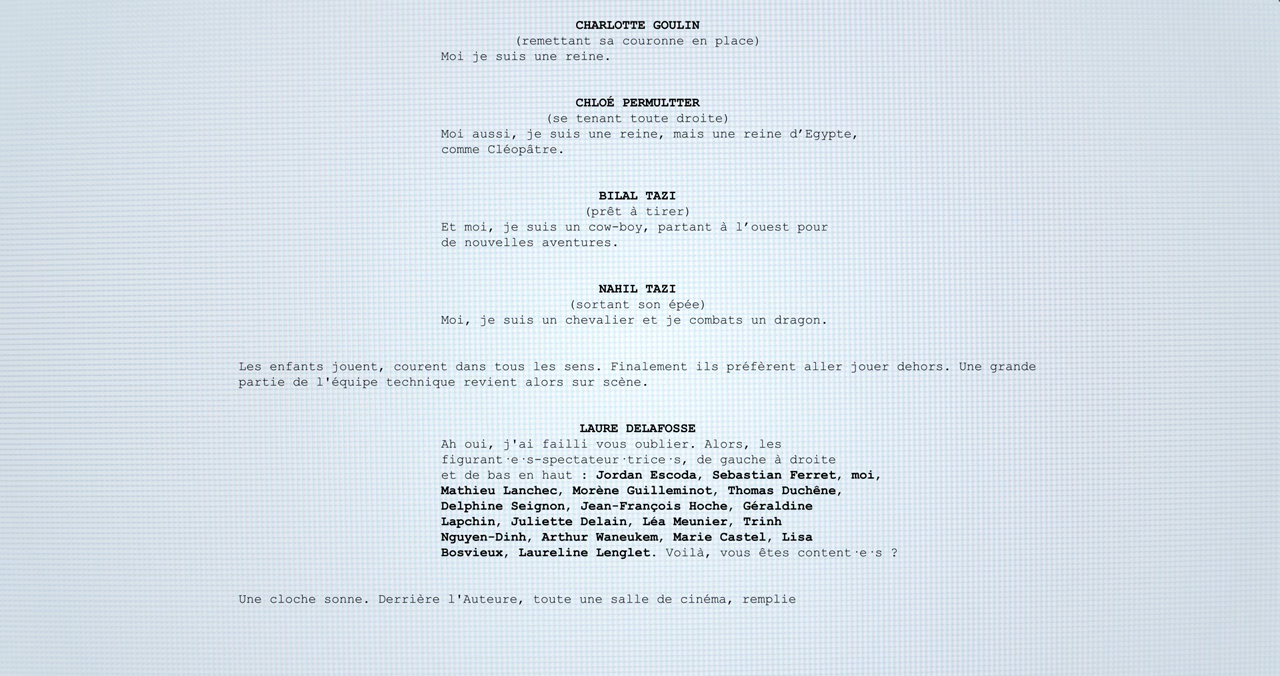 CHARLOTTE GOULIN
(remettant sa couronne en place)
Moi je suis une reine.
CHLOÉ PERMULTTER
(se tenant toute droite)
Moi aussi, je suis une reine, mais une reine d’Egypte,
comme Cléopâtre.
BILAL TAZI
(prêt à tirer)
Et moi, je suis un cow-boy, partant à l’ouest pour
de nouvelles aventures.
NAHIL TAZI
(sortant son épée)
Moi, je suis un chevalier et je combats un dragon.
Les enfants jouent, courent dans tous les sens. Finalement ils préfèrent aller jouer dehors. Une grande
partie de l'équipe technique revient alors sur scène.
LAURE DELAFOSSE
Ah oui, j'ai failli vous oublier. Alors, les
figurant·e·s-spectateur·trice·s, de gauche à droite
et de bas en haut : Jordan Escoda, Sebastian Ferret, moi,
Mathieu Lanchec, Morène Guilleminot, Thomas Duchêne,
Delphine Seignon, Jean-François Hoche, Géraldine
Lapchin, Juliette Delain, Léa Meunier, Trinh
Nguyen-Dinh, Arthur Waneukem, Marie Castel, Lisa
Bosvieux, Laureline Lenglet. Voilà, vous êtes content·e·s ?
Une cloche sonne. Derrière l'Auteure, toute une salle de cinéma, remplie